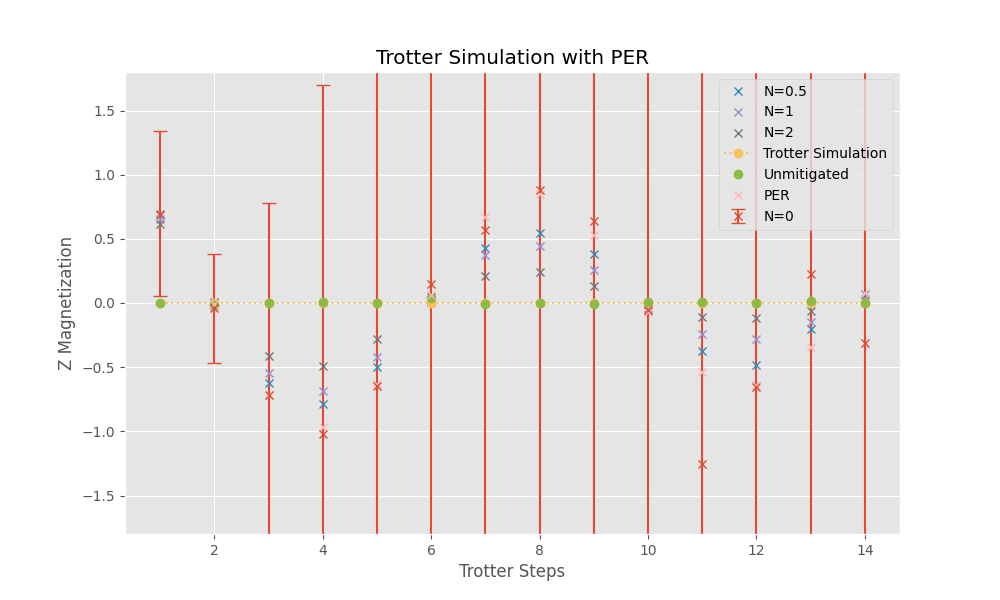 Trotter Simulation with PER
Z Magnetization
1.5
1.0
0.5
0.0
−0.5
−1.0
−1.5
N=0.5
N=1
N=2
Trotter Simulation
Unmitigated
PER
N=0
2
4
6
8
10
12
14
Trotter Steps